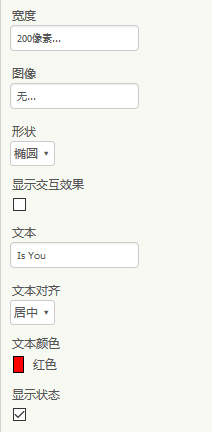 宽度
200像素...
图像
无...
形状
椭圆
显示交互效果
文本
Is You
文本对齐
居中
文本颜色
红色
显示状态